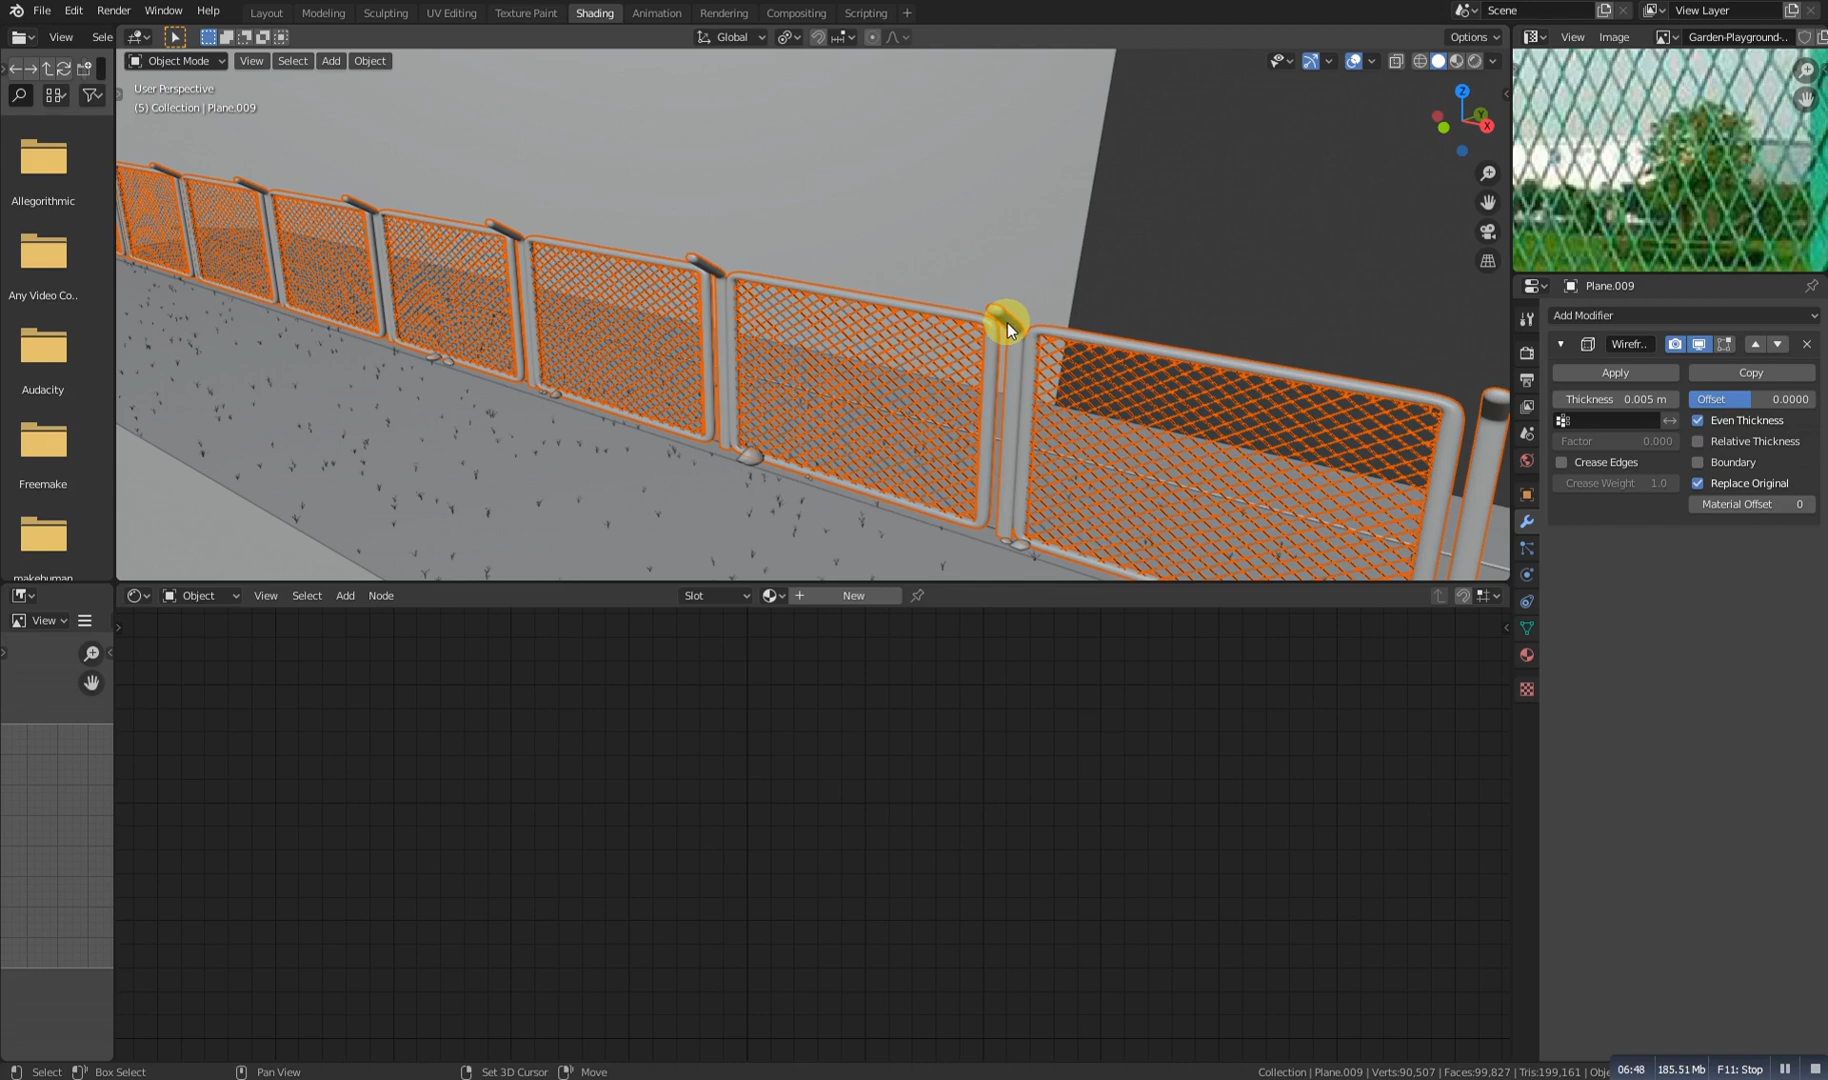 File Edit Render Window Help
Layout Modeling Sculpting UV Editing Texture Paint Shading Animation Rendering Compositing Scripting +
Scene
View Layer
View Sele
Global
Options
View Image Garden-Playground-..
Object Mode View Select Add Object
User Perspective
(5) Collection | Plane.009
Z
Y
X
Allegorithmic
Any Video Co..
Audacity
Freemake
makehuman
Plane.009
Add Modifier
Wirefr..
Apply Copy
Thickness 0.005 m Offset 0.0000
Even Thickness
Factor 0.000 Relative Thickness
Crease Edges Boundary
Crease Weight 1.0 Replace Original
Material Offset 0
Object View Select Add Node Slot New
View
Select Box Select Pan View Set 3D Cursor Move
Collection | Plane.009 | Verts:90,507 | Faces:99,827 | Tris:199,161 | Obje
06:48 185.51 Mb F11: Stop